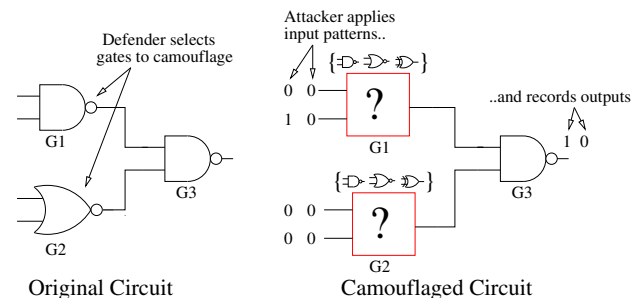 Defender selects
gates to camouflage
G1
G2
G3
Original Circuit
Attacker applies
input patterns..
{ }
0 0
1 0
?
G1
{ }
0 0
0 0
?
G2
..and records outputs
1 0
G3
Camouflaged Circuit